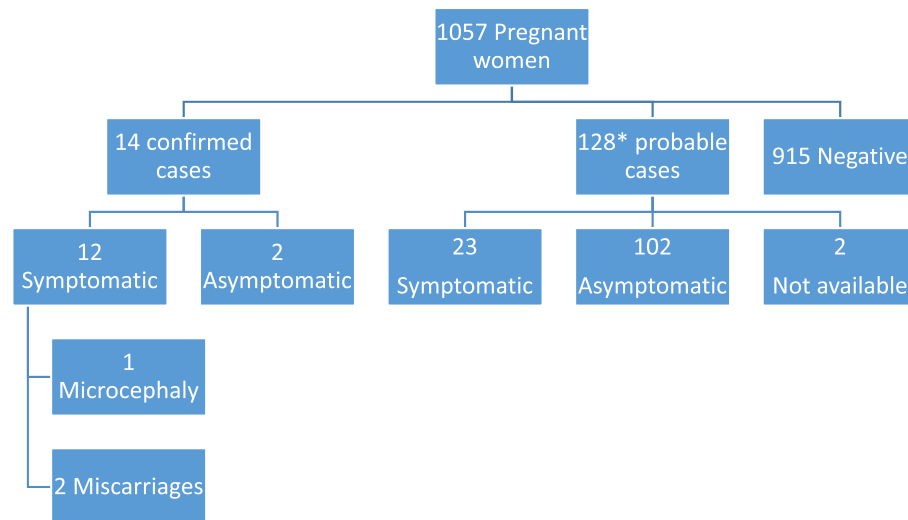 1057 Pregnant
women
14 confirmed
cases
128* probable
cases
915 Negative
12
Symptomatic
2
Asymptomatic
23
Symptomatic
102
Asymptomatic
2
Not available
1
Microcephaly
2 Miscarriages